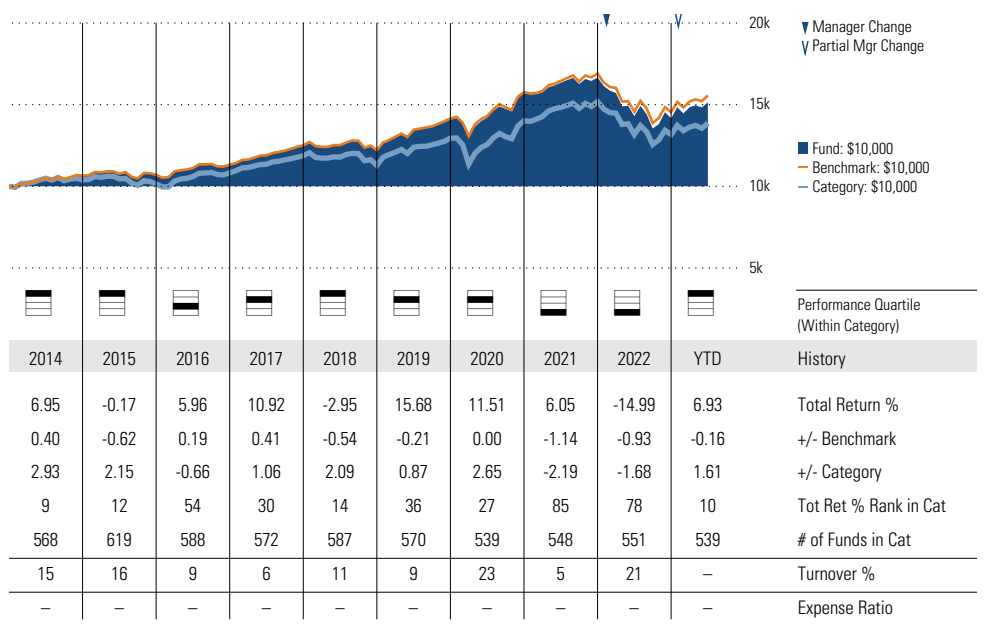 20k
Manager Change
Partial Mgr Change
15k
Fund: $10,000
Benchmark: $10,000
Category: $10,000
10k
5k
Performance Quartile
(Within Category)
2014 2015 2016 2017 2018 2019 2020 2021 2022 YTD History
6.95 -0.17 5.96 10.92 -2.95 15.68 11.51 6.05 -14.99 6.93 Total Return %
0.40 -0.62 0.19 0.41 -0.54 -0.21 0.00 -1.14 -0.93 -0.16 +/- Benchmark
2.93 2.15 -0.66 1.06 2.09 0.87 2.65 -2.19 -1.68 1.61 +/- Category
9 12 54 30 14 36 27 85 78 10 Tot Ret % Rank in Cat
568 619 588 572 587 570 539 548 551 539 # of Funds in Cat
15 16 9 6 11 9 23 5 21 – Turnover %
– – – – – – – – – – Expense Ratio